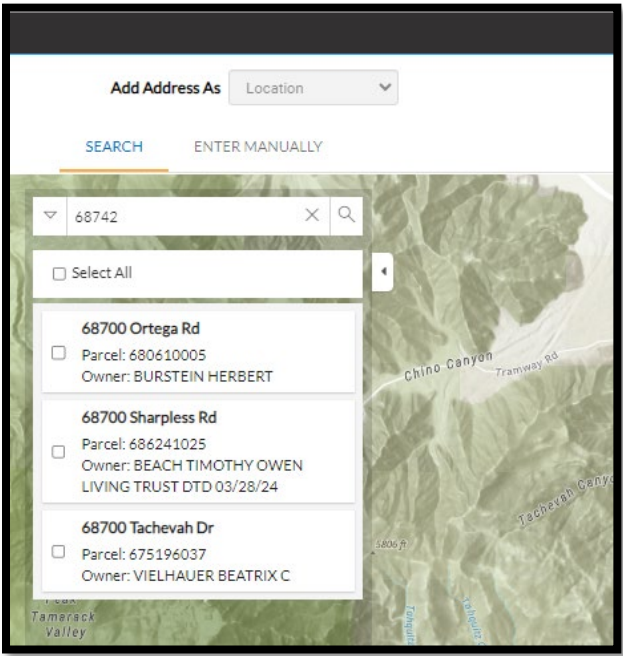 Add Address As Location
SEARCH ENTER MANUALLY
68742
Select All
68700 Ortega Rd
Parcel: 680610005
Owner: BURSTEIN HERBERT
68700 Sharpless Rd
Parcel: 686241025
Owner: BEACH TIMOTHY OWEN
LIVING TRUST DTD 03/28/24
68700 Tachevah Dr
Parcel: 675196037
Owner: VIELHAUER BEATRIX C
Chino Canyon
Tramway Rd
Tachevah
5806 ft
Tamarack
Valley
Tahquitz